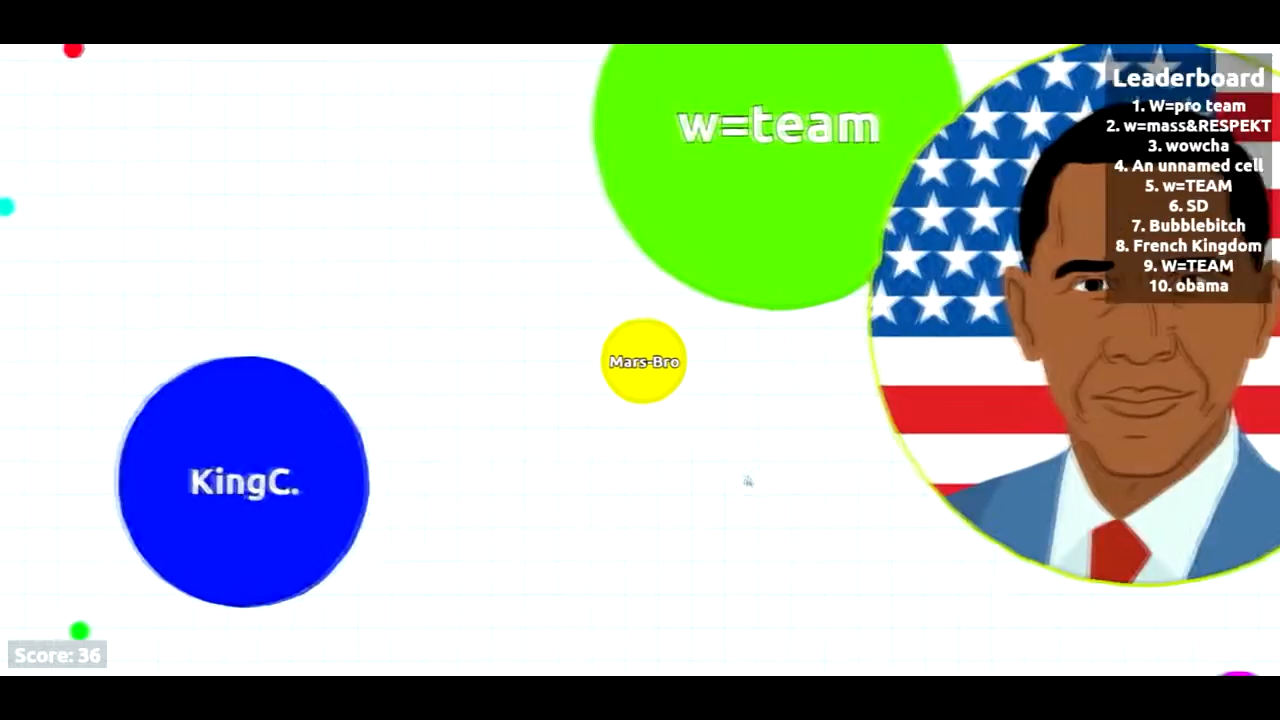 w=team
Leaderboard
1. W=pro team
2. w=mass&RESPEKT
3. wowcha
4. An unnamed cell
5. w=TEAM
6. SD
7. Bubblebitch
8. French Kingdom
9. W=TEAM
10. obama
Mars-Bro
KingC.
Score: 36